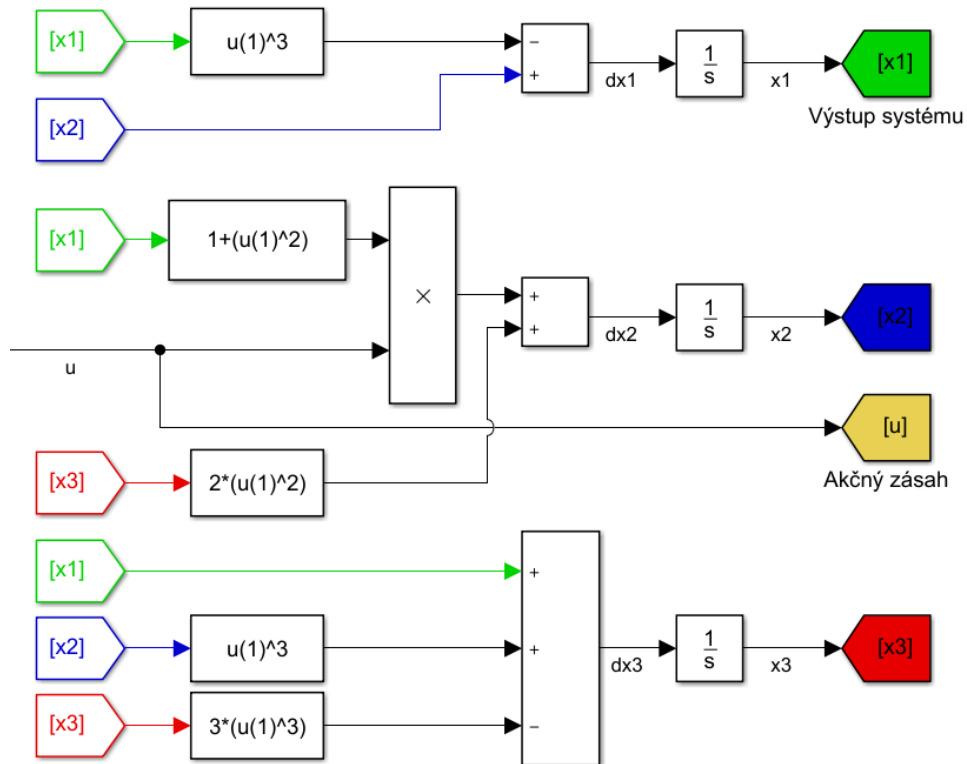 [x1]
u(1)^3
−
+
dx1
1
s
x1
[x1]
Výstup systému
[x2]
[x1]
1+(u(1)^2)
×
u
+
+
dx2
1
s
x2
[x2]
[u]
Akčný zásah
[x3]
2*(u(1)^2)
[x1]
[x2]
u(1)^3
[x3]
3*(u(1)^3)
+
+
−
dx3
1
s
x3
[x3]